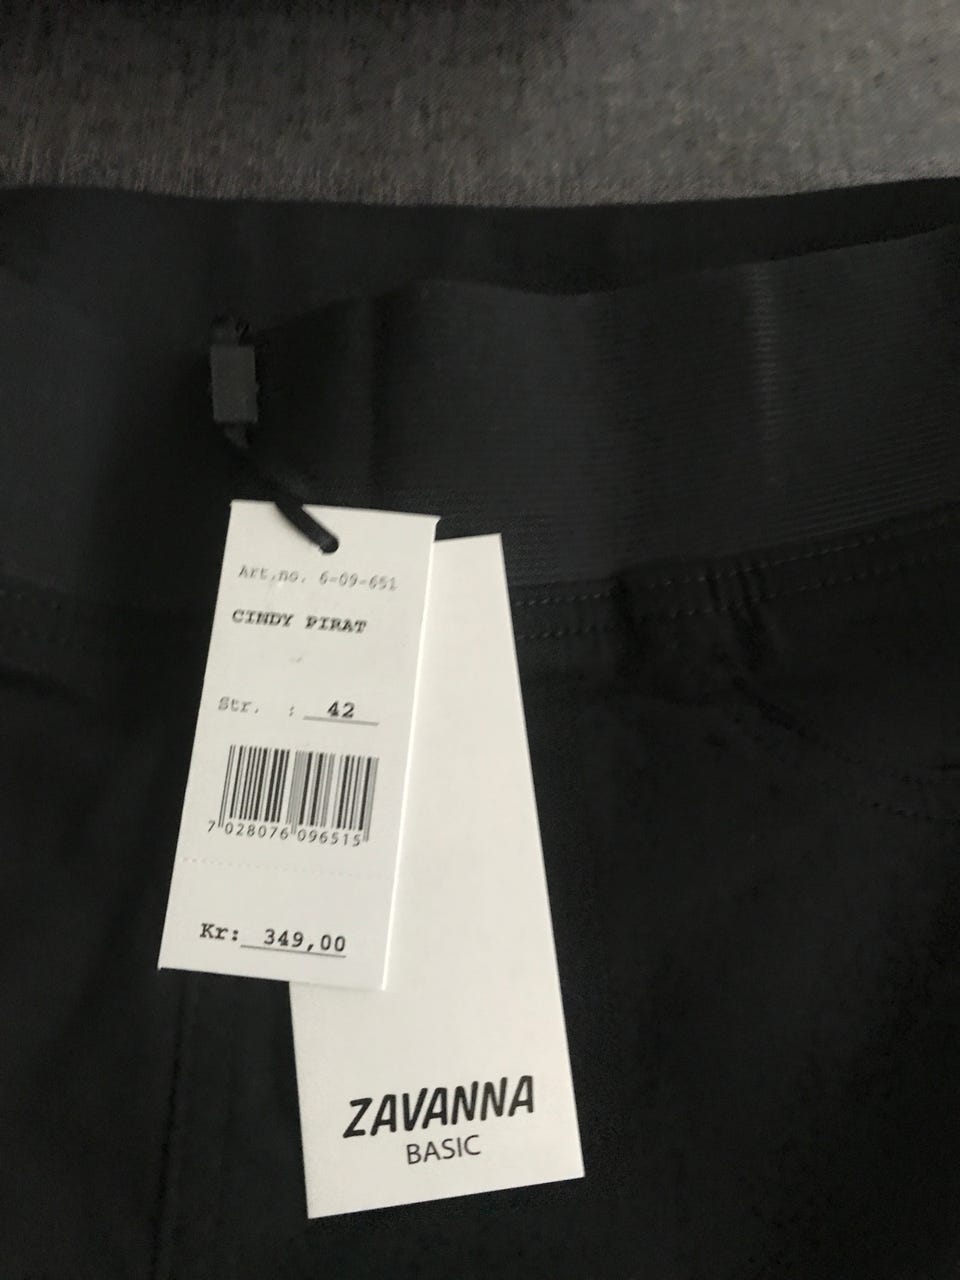 Art.no. 6-09-651
CINDY PIRAT
Str. : 42
7 028076 096515
Kr: 349,00
ZAVANNA
BASIC